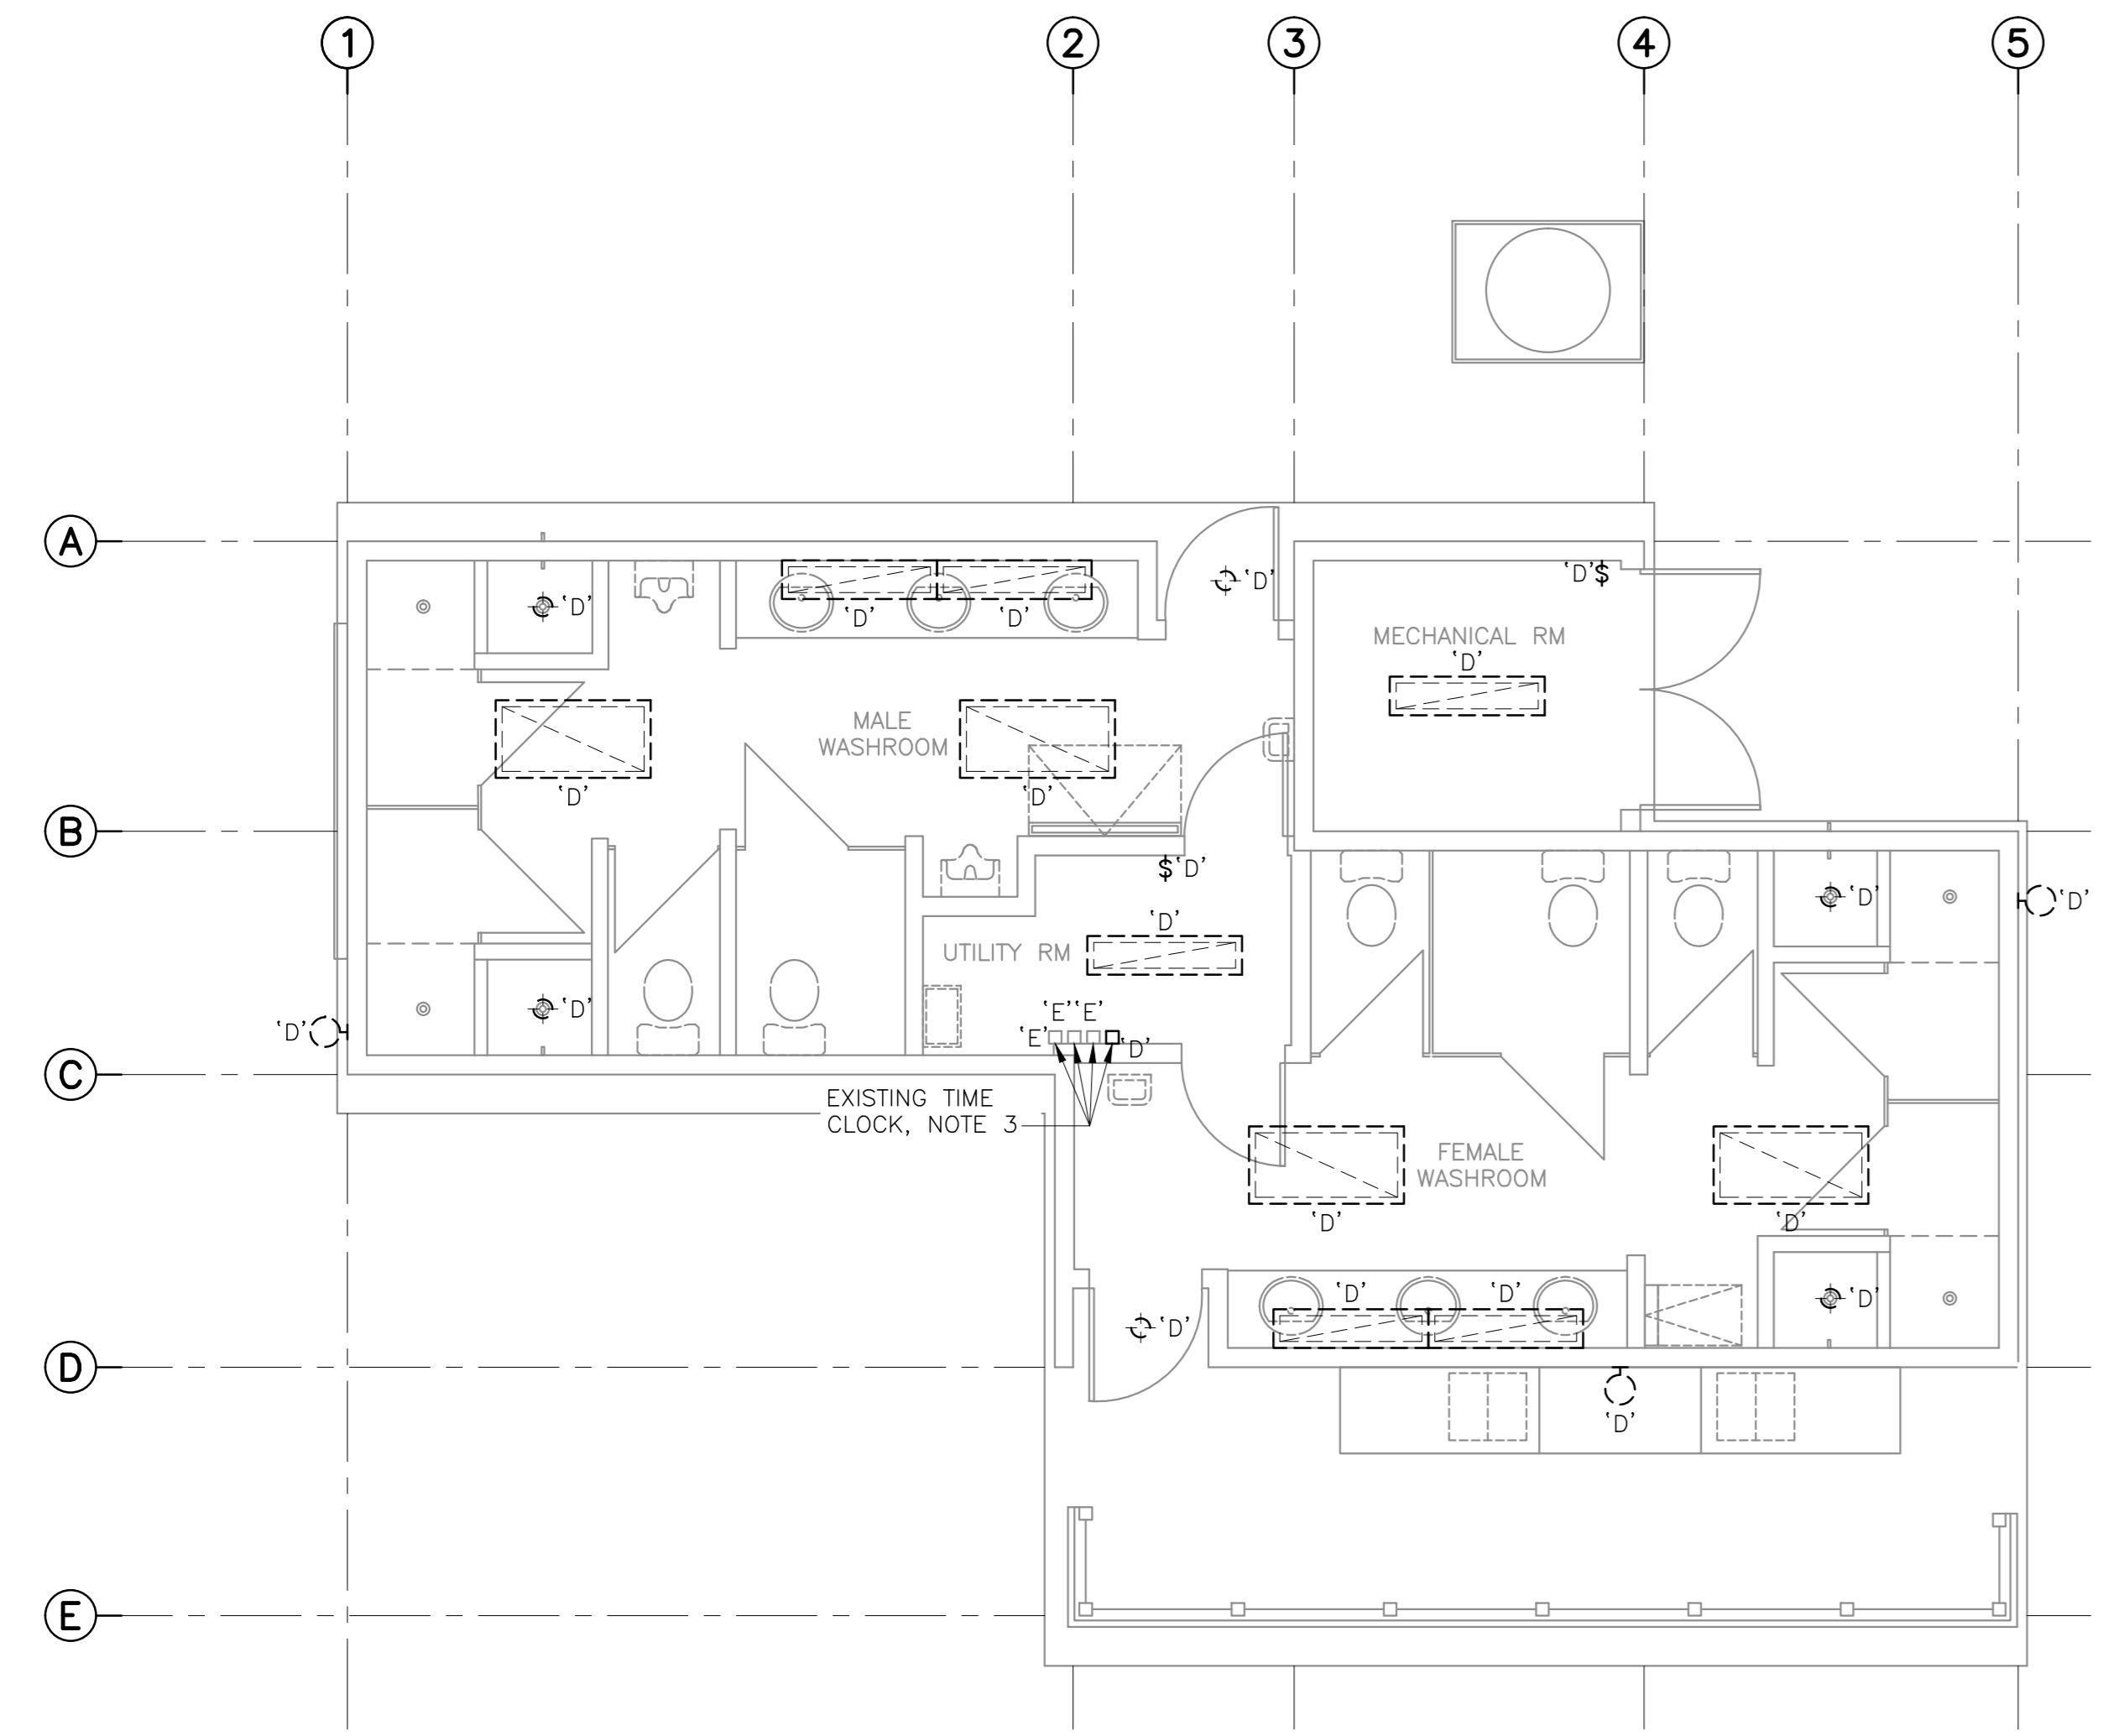 1
2
3
4
5
A
'D'
'D'$
'D'
'D'
'D'
MECHANICAL RM
'D'
MALE
WASHROOM
'D'
'D'
B
$'D'
'D'
'D'
'D'
UTILITY RM
'D'
'E' 'E'
'D'
'E'
'D'
C
EXISTING TIME
CLOCK, NOTE 3
FEMALE
WASHROOM
'D'
'D'
'D'
'D'
'D'
'D'
D
'D'
E